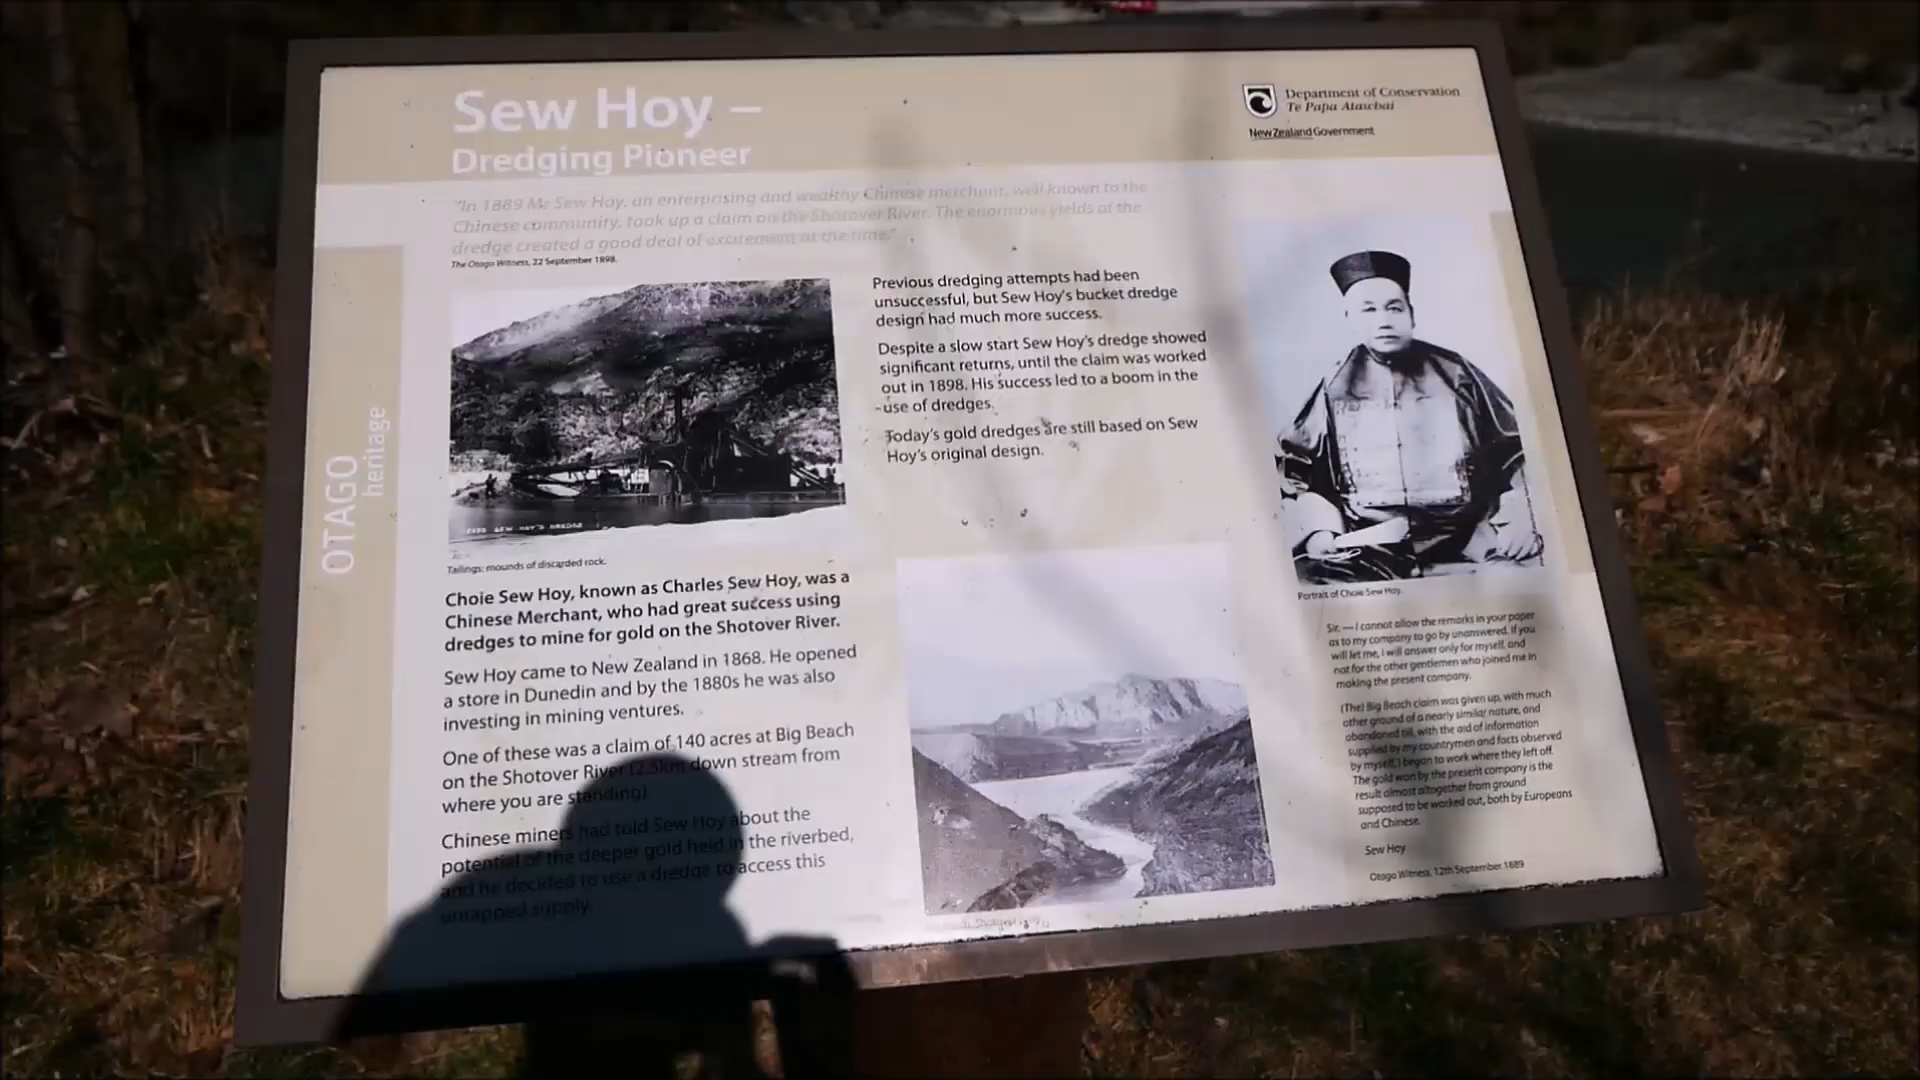 Sew Hoy –
Dredging Pioneer
Department of Conservation
Te Papa Atawbai
New Zealand Government
"In 1889 Mr Sew Hoy, an enterprising and wealthy Chinese merchant, well known to the
Chinese community, took up a claim on the Shotover River. The enormous yields of the
dredge created a good deal of excitement at the time."
The Otago Witness, 22 September 1898.
OTAGO
heritage
SEW HOY'S DREDGE
Tailings: mounds of discarded rock.
Choie Sew Hoy, known as Charles Sew Hoy, was a
Chinese Merchant, who had great success using
dredges to mine for gold on the Shotover River.
Sew Hoy came to New Zealand in 1868. He opened
a store in Dunedin and by the 1880s he was also
investing in mining ventures.
One of these was a claim of 140 acres at Big Beach
on the Shotover River (2.5km down stream from
where you are standing).
Chinese miners had told Sew Hoy about the
potential of the deeper gold held in the riverbed,
and he decided to use a dredge to access this
untapped supply.
Previous dredging attempts had been
unsuccessful, but Sew Hoy's bucket dredge
design had much more success.
Despite a slow start Sew Hoy's dredge showed
significant returns, until the claim was worked
out in 1898. His success led to a boom in the
use of dredges.
Today's gold dredges are still based on Sew
Hoy's original design.
Portrait of Choie Sew Hoy.
Sir, — I cannot allow the remarks in your paper
as to my company to go by unanswered. If you
will let me, I will answer only for myself, and
not for the other gentlemen who joined me in
making the present company.
(The) Big Beach claim was given up, with much
other ground of a nearly similar nature, and
abandoned till, with the aid of information
supplied by my countrymen and facts observed
by myself, I began to work where they left off.
The gold won by the present company is the
result almost altogether from ground
supposed to be worked out, both by Europeans
and Chinese.
Sew Hoy
Otago Witness, 12th September 1889